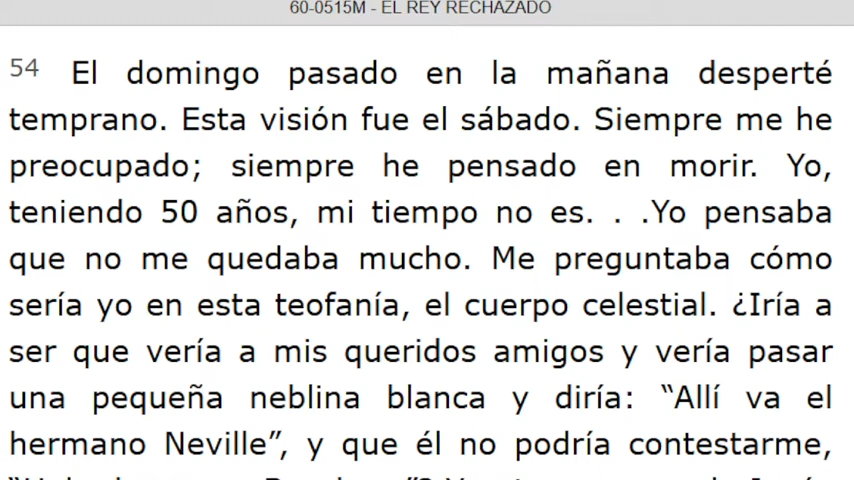 60-0515M - EL REY RECHAZADO
54 El domingo pasado en la mañana desperté
temprano. Esta visión fue el sábado. Siempre me he
preocupado; siempre he pensado en morir. Yo,
teniendo 50 años, mi tiempo no es. . .Yo pensaba
que no me quedaba mucho. Me preguntaba cómo
sería yo en esta teofanía, el cuerpo celestial. ¿Iría a
ser que vería a mis queridos amigos y vería pasar
una pequeña neblina blanca y diría: “Allí va el
hermano Neville”, y que él no podría contestarme,